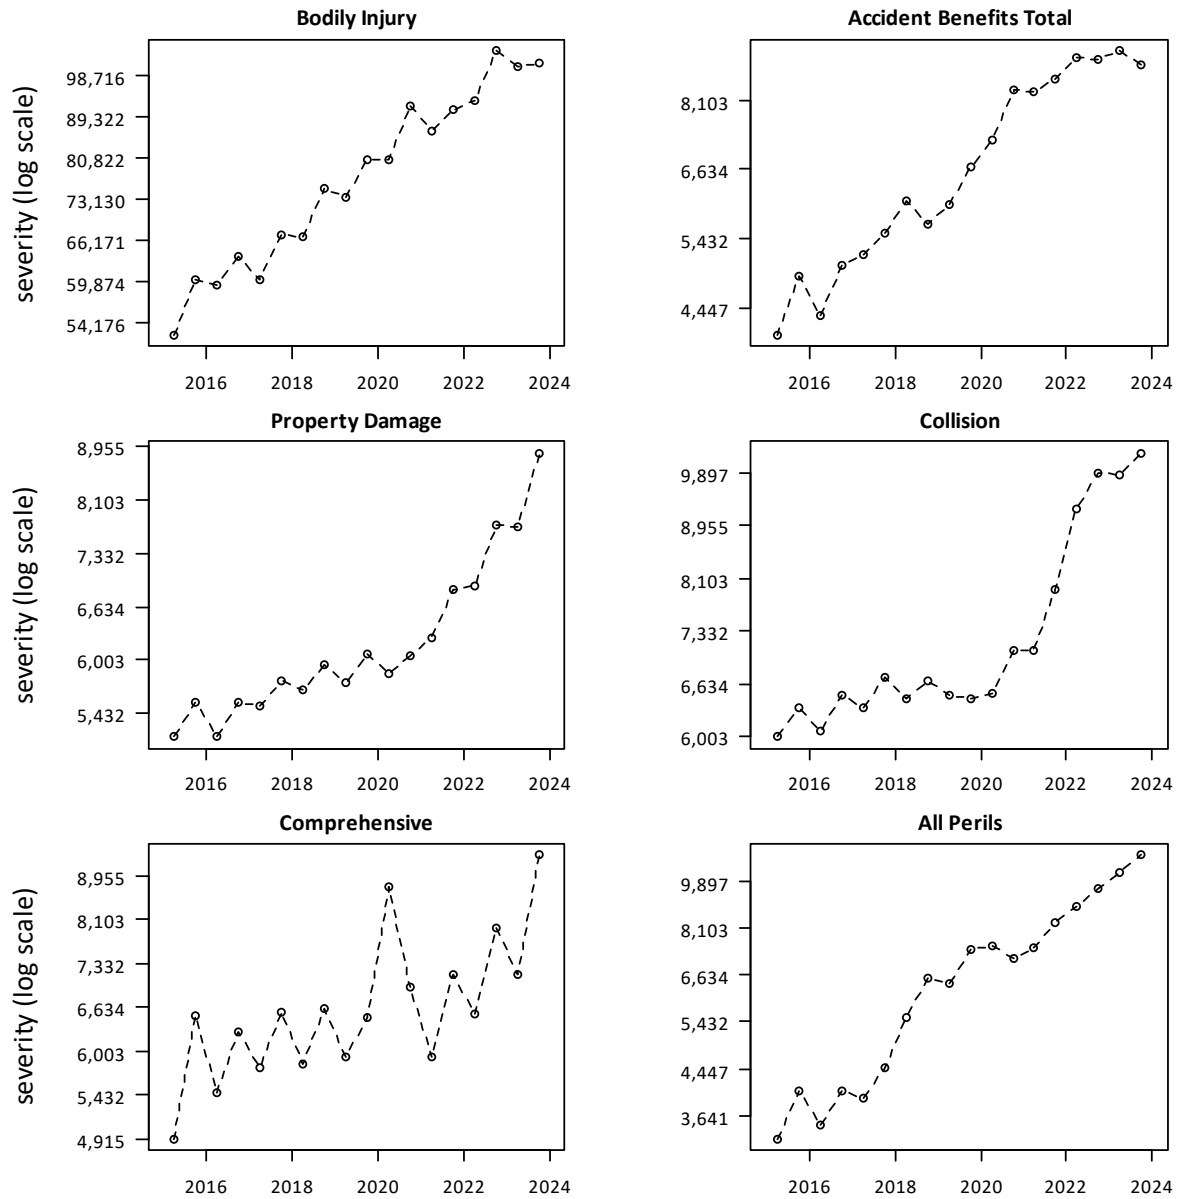 Bodily Injury
severity (log scale)
98,716
89,322
80,822
73,130
66,171
59,874
54,176
2016 2018 2020 2022 2024
Accident Benefits Total
8,103
6,634
5,432
4,447
2016 2018 2020 2022 2024
Property Damage
severity (log scale)
8,955
8,103
7,332
6,634
6,003
5,432
2016 2018 2020 2022 2024
Collision
9,897
8,955
8,103
7,332
6,634
6,003
2016 2018 2020 2022 2024
Comprehensive
severity (log scale)
8,955
8,103
7,332
6,634
6,003
5,432
4,915
2016 2018 2020 2022 2024
All Perils
9,897
8,103
6,634
5,432
4,447
3,641
2016 2018 2020 2022 2024